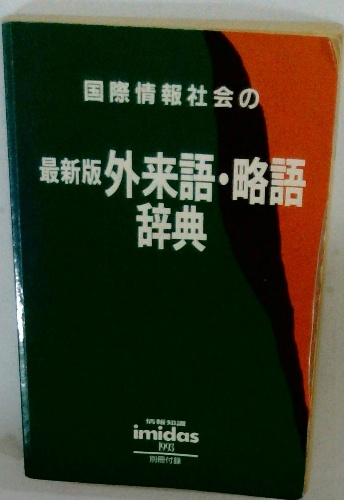 国際情報社会の
最新版 外来語・略語
辞典
情報知識
imidas
1993
別冊付録